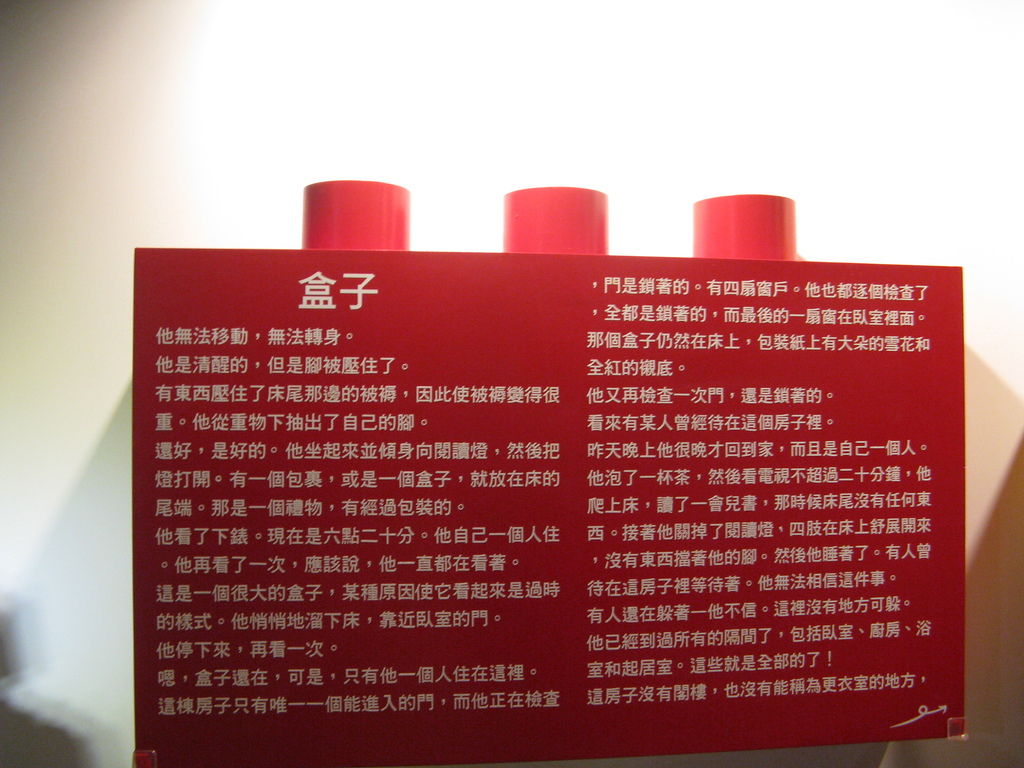 盒子
他無法移動，無法轉身。
他是清醒的，但是腳被壓住了。
有東西壓住了床尾那邊的被褥，因此使被褥變得很
重。他從重物下抽出了自己的腳。
還好，是好的。他坐起來並傾身向閱讀燈，然後把
燈打開。有一個包裹，或是一個盒子，就放在床的
尾端。那是一個禮物，有經過包裝的。
他看了下錶。現在是六點二十分。他自己一個人住
。他再看了一次，應該說，他一直都在看著。
這是一個很大的盒子，某種原因使它看起來是過時
的樣式。他悄悄地溜下床，靠近臥室的門。
他停下來，再看一次。
嗯，盒子還在，可是，只有他一個人住在這裡。
這棟房子只有唯一一個能進入的門，而他正在檢查
，門是鎖著的。有四扇窗戶。他也都逐個檢查了
，全都是鎖著的，而最後的一扇窗在臥室裡面。
那個盒子仍然在床上，包裝紙上有大朵的雪花和
全紅的襯底。
他又再檢查一次門，還是鎖著的。
看來有某人曾經待在這個房子裡。
昨天晚上他很晚才回到家，而且是自己一個人。
他泡了一杯茶，然後看電視不超過二十分鐘，他
爬上床，讀了一會兒書，那時候床尾沒有任何東
西。接著他關掉了閱讀燈，四肢在床上舒展開來
，沒有東西擋著他的腳。然後他睡著了。有人曾
待在這房子裡等待著。他無法相信這件事。
有人還在躲著—他不信。這裡沒有地方可躲。
他已經到過所有的隔間了，包括臥室、廚房、浴
室和起居室。這些就是全部的了！
這房子沒有閣樓，也沒有能稱為更衣室的地方，